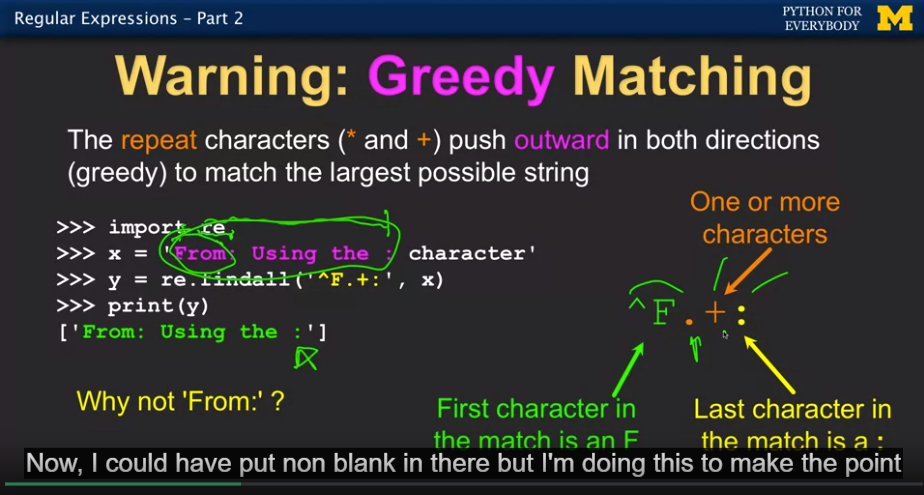 Regular Expressions – Part 2
PYTHON FOR
EVERYBODY
Warning: Greedy Matching
The repeat characters (* and +) push outward in both directions
(greedy) to match the largest possible string
>>> import re
>>> x = 'From: Using the : character'
>>> y = re.findall('^F.+:', x)
>>> print(y)
['From: Using the :']
Why not 'From:' ?
One or more
characters
^F.+:
First character in
the match is an F
Last character in
the match is a :
Now, I could have put non blank in there but I'm doing this to make the point